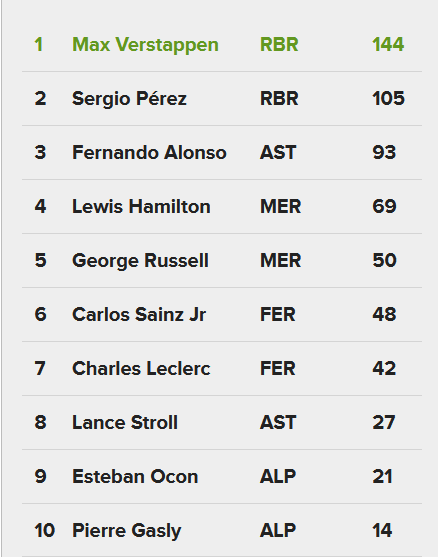 1 Max Verstappen RBR 144
2 Sergio Pérez RBR 105
3 Fernando Alonso AST 93
4 Lewis Hamilton MER 69
5 George Russell MER 50
6 Carlos Sainz Jr FER 48
7 Charles Leclerc FER 42
8 Lance Stroll AST 27
9 Esteban Ocon ALP 21
10 Pierre Gasly ALP 14